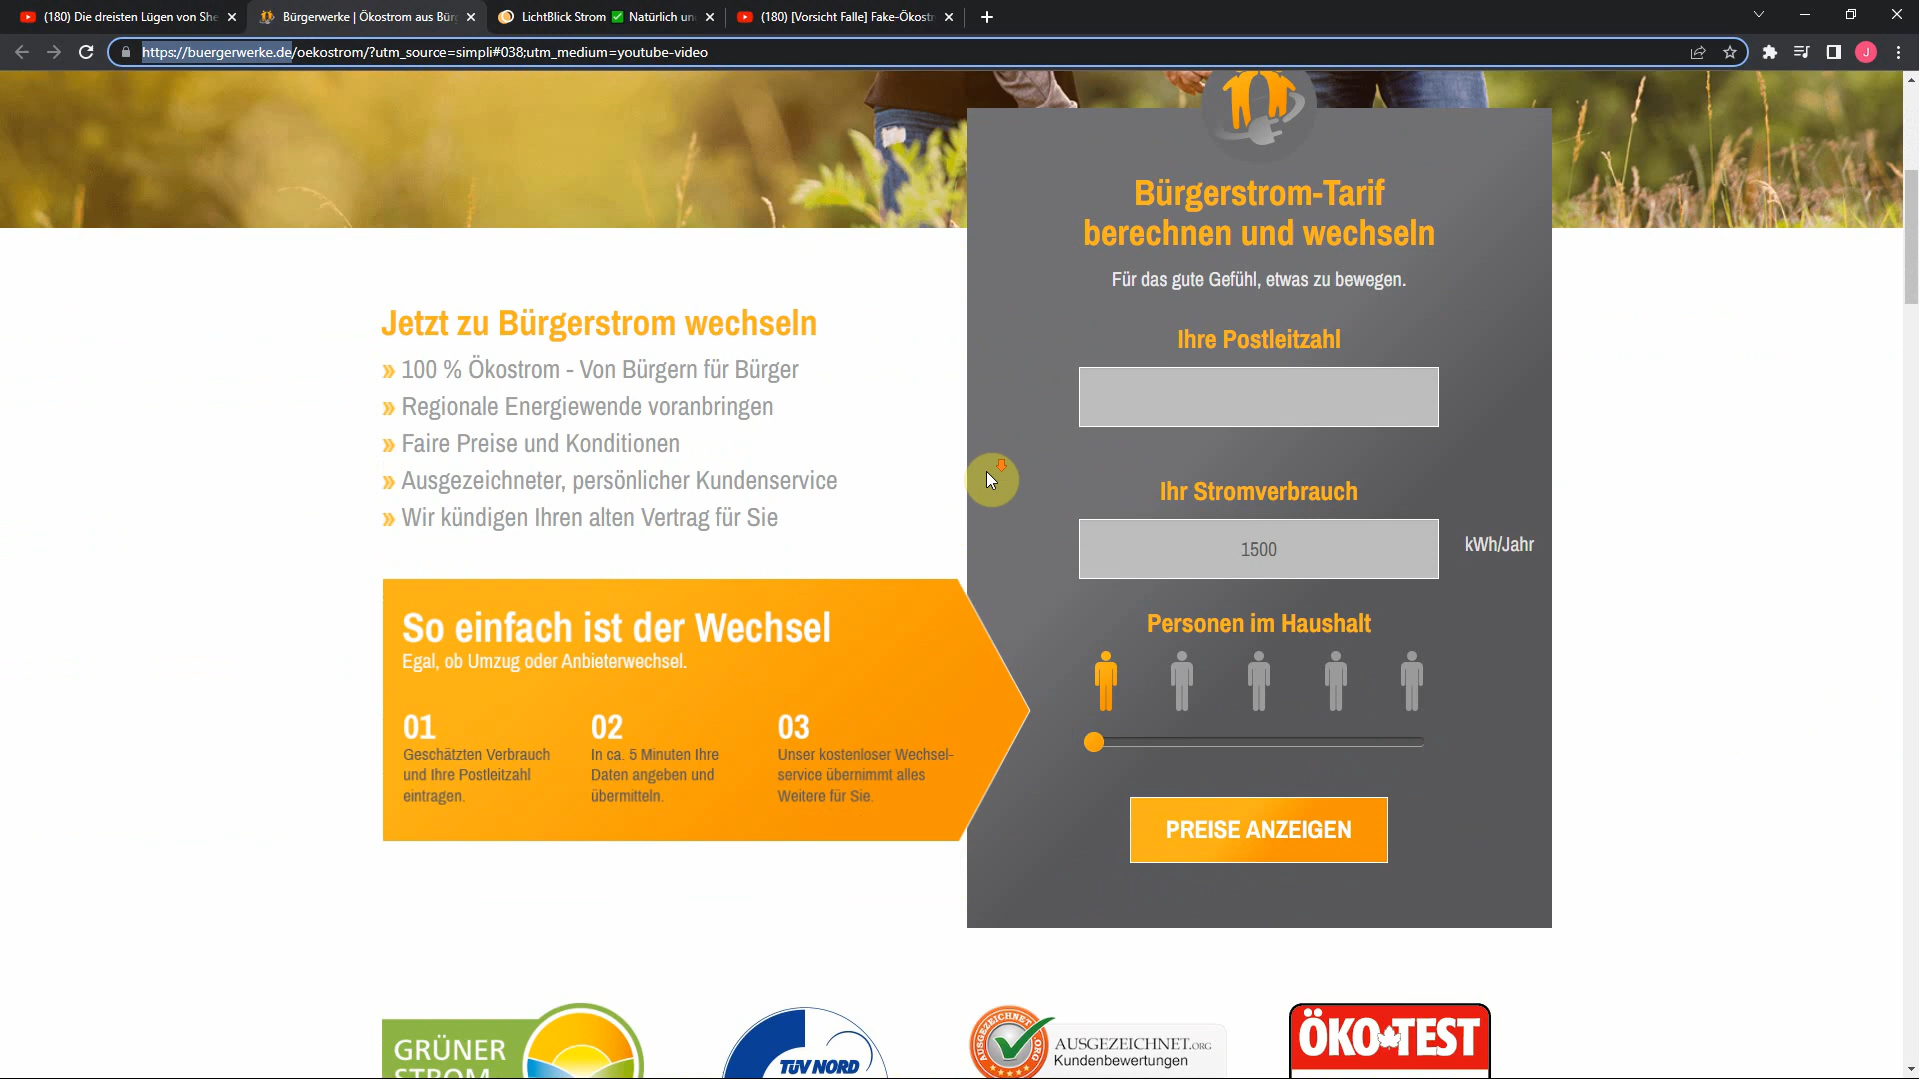 (180) Die dreisten Lügen von She
Bürgerwerke | Ökostrom aus Bür
LichtBlick Strom ✅ Natürlich un
(180) [Vorsicht Falle] Fake-Ökostr
https://buergerwerke.de/oekostrom/?utm_source=simpli#038;utm_medium=youtube-video
J
Bürgerstrom-Tarif
berechnen und wechseln
Für das gute Gefühl, etwas zu bewegen.
Ihre Postleitzahl
Ihr Stromverbrauch
1500
kWh/Jahr
Personen im Haushalt
PREISE ANZEIGEN
Jetzt zu Bürgerstrom wechseln
» 100 % Ökostrom - Von Bürgern für Bürger
» Regionale Energiewende voranbringen
» Faire Preise und Konditionen
» Ausgezeichneter, persönlicher Kundenservice
» Wir kündigen Ihren alten Vertrag für Sie
So einfach ist der Wechsel
Egal, ob Umzug oder Anbieterwechsel.
01
Geschätzten Verbrauch
und Ihre Postleitzahl
eintragen.
02
In ca. 5 Minuten Ihre
Daten angeben und
übermitteln.
03
Unser kostenloser Wechsel-
service übernimmt alles
Weitere für Sie.
GRÜNER
STROM
TÜV NORD
AUSGEZEICHNET
.ORG
AUSGEZEICHNET.ORG
Kundenbewertungen
ÖKO TEST